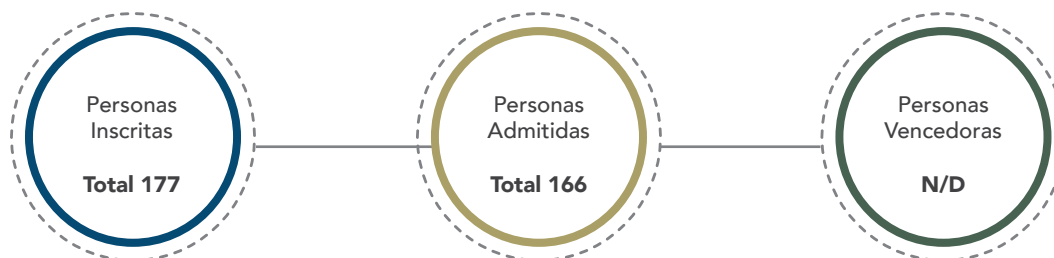 Personas
Inscritas
Total 177
Personas
Admitidas
Total 166
Personas
Vencedoras
N/D